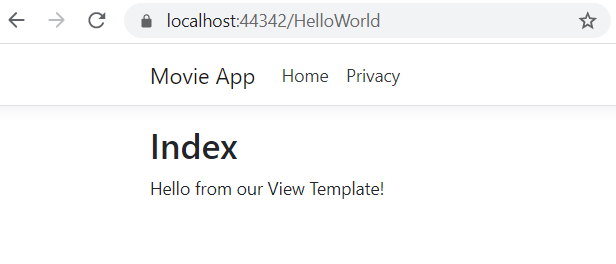 localhost:44342/HelloWorld
Movie App Home Privacy
Index
Hello from our View Template!